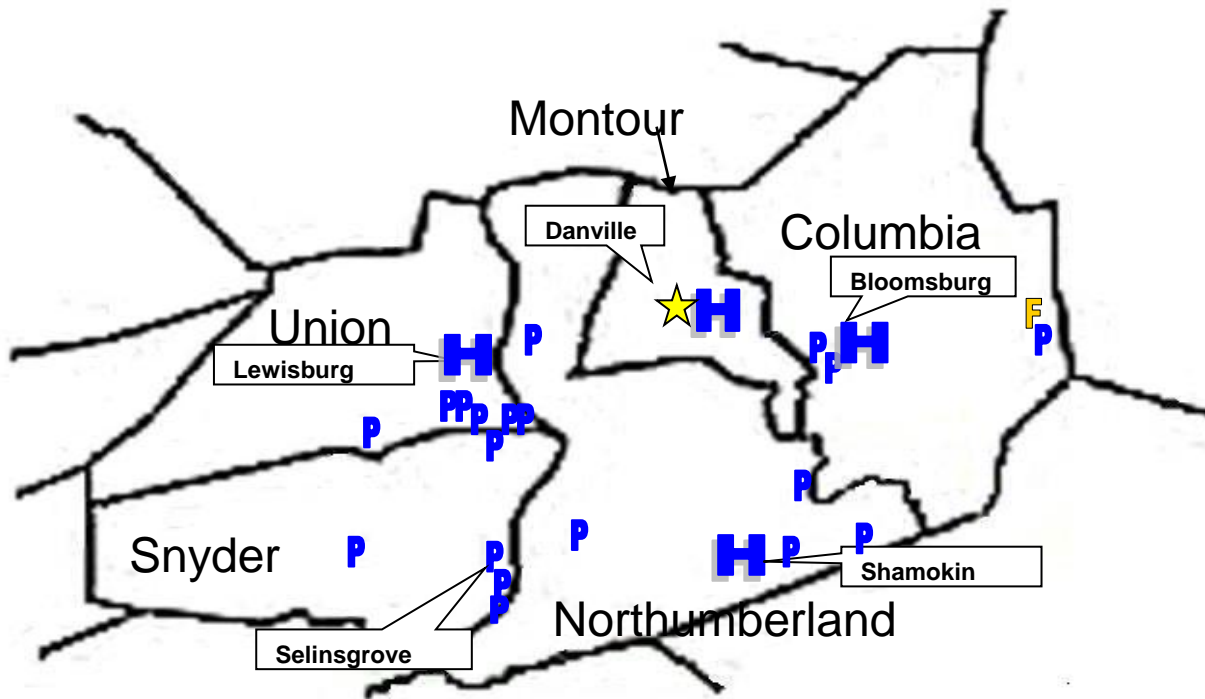 Montour
Danville
Columbia
Bloomsburg
H
F
Union
P
P
H
P
H
P
Lewisburg
P
P P
P
P P
P
P
P
P
P
P
Snyder
P
P
H
P
Shamokin
P
P
Northumberland
Selinsgrove